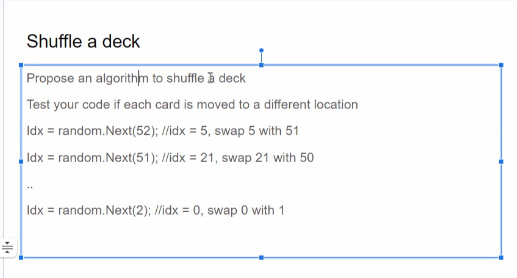 Shuffle a deck
Propose an algorithm to shuffle a deck
Test your code if each card is moved to a different location
Idx = random.Next(52); //idx = 5, swap 5 with 51
Idx = random.Next(51); //idx = 21, swap 21 with 50
..
Idx = random.Next(2); //idx = 0, swap 0 with 1